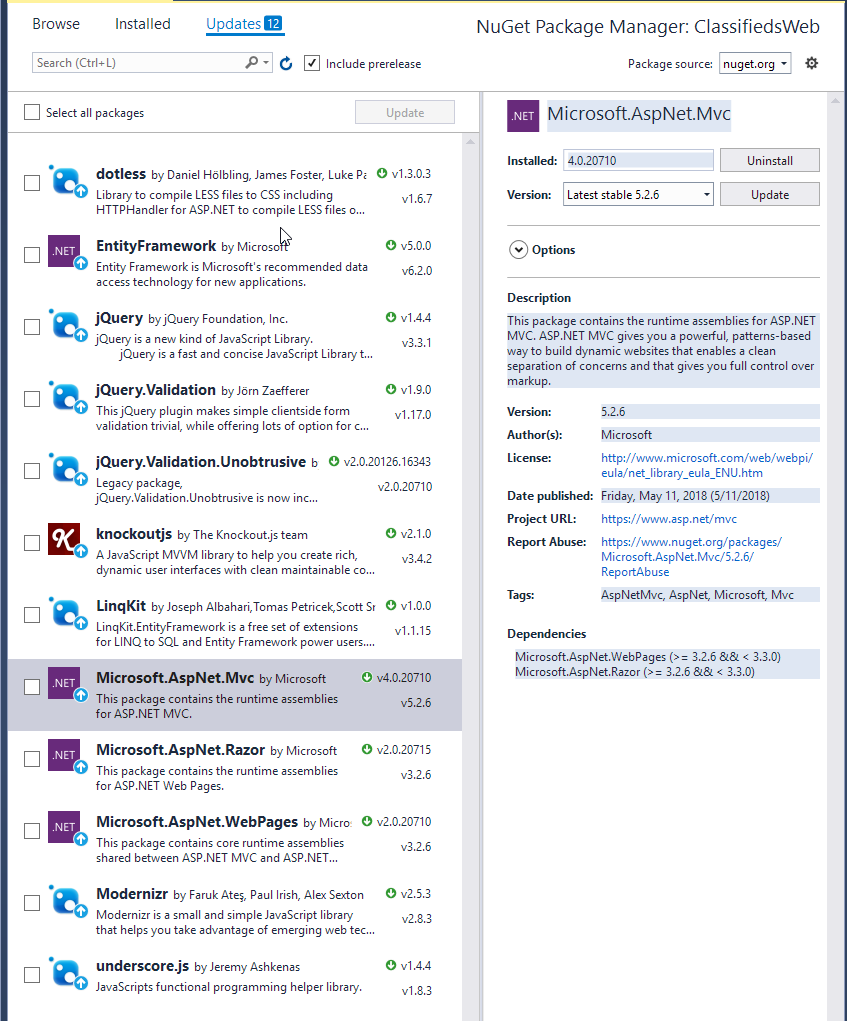 Browse Installed Updates 12
NuGet Package Manager: ClassifiedsWeb
Search (Ctrl+L) Include prerelease Package source: nuget.org
Select all packages Update
dotless by Daniel Hölbling, James Foster, Luke Pa v1.3.0.3
Library to compile LESS files to CSS including v1.6.7
HTTPHandler for ASP.NET to compile LESS files o...
.NET EntityFramework by Microsoft v5.0.0
Entity Framework is Microsoft's recommended data v6.2.0
access technology for new applications.
jQuery by jQuery Foundation, Inc. v1.4.4
jQuery is a new kind of JavaScript Library. v3.3.1
jQuery is a fast and concise JavaScript Library t...
jQuery.Validation by Jörn Zaefferer v1.9.0
This jQuery plugin makes simple clientside form v1.17.0
validation trivial, while offering lots of option for c...
jQuery.Validation.Unobtrusive b v2.0.20126.16343
Legacy package, v2.0.20710
jQuery.Validation.Unobtrusive is now inc...
K knockoutjs by The Knockout.js team v2.1.0
A JavaScript MVVM library to help you create rich, v3.4.2
dynamic user interfaces with clean maintainable co...
LinqKit by Joseph Albahari,Tomas Petricek,Scott Sr v1.0.0
LinqKit.EntityFramework is a free set of extensions v1.1.15
for LINQ to SQL and Entity Framework power users....
.NET Microsoft.AspNet.Mvc by Microsoft v4.0.20710
This package contains the runtime assemblies v5.2.6
for ASP.NET MVC.
.NET Microsoft.AspNet.Razor by Microsoft v2.0.20715
This package contains the runtime assemblies v3.2.6
for ASP.NET Web Pages.
.NET Microsoft.AspNet.WebPages by Micro: v2.0.20710
This package contains core runtime assemblies v3.2.6
shared between ASP.NET MVC and ASP.NET...
Modernizr by Faruk Ateş, Paul Irish, Alex Sexton v2.5.3
Modernizr is a small and simple JavaScript library v2.8.3
that helps you take advantage of emerging web tec...
underscore.js by Jeremy Ashkenas v1.4.4
JavaScripts functional programming helper library. v1.8.3
.NET Microsoft.AspNet.Mvc
Installed: 4.0.20710 Uninstall
Version: Latest stable 5.2.6 Update
Options
Description
This package contains the runtime assemblies for ASP.NET
MVC. ASP.NET MVC gives you a powerful, patterns-based
way to build dynamic websites that enables a clean
separation of concerns and that gives you full control over
markup.
Version: 5.2.6
Author(s): Microsoft
License: http://www.microsoft.com/web/webpi/
eula/net_library_eula_ENU.htm
Date published: Friday, May 11, 2018 (5/11/2018)
Project URL: https://www.asp.net/mvc
Report Abuse: https://www.nuget.org/packages/
Microsoft.AspNet.Mvc/5.2.6/
ReportAbuse
Tags: AspNetMvc, AspNet, Microsoft, Mvc
Dependencies
Microsoft.AspNet.WebPages (>= 3.2.6 && < 3.3.0)
Microsoft.AspNet.Razor (>= 3.2.6 && < 3.3.0)